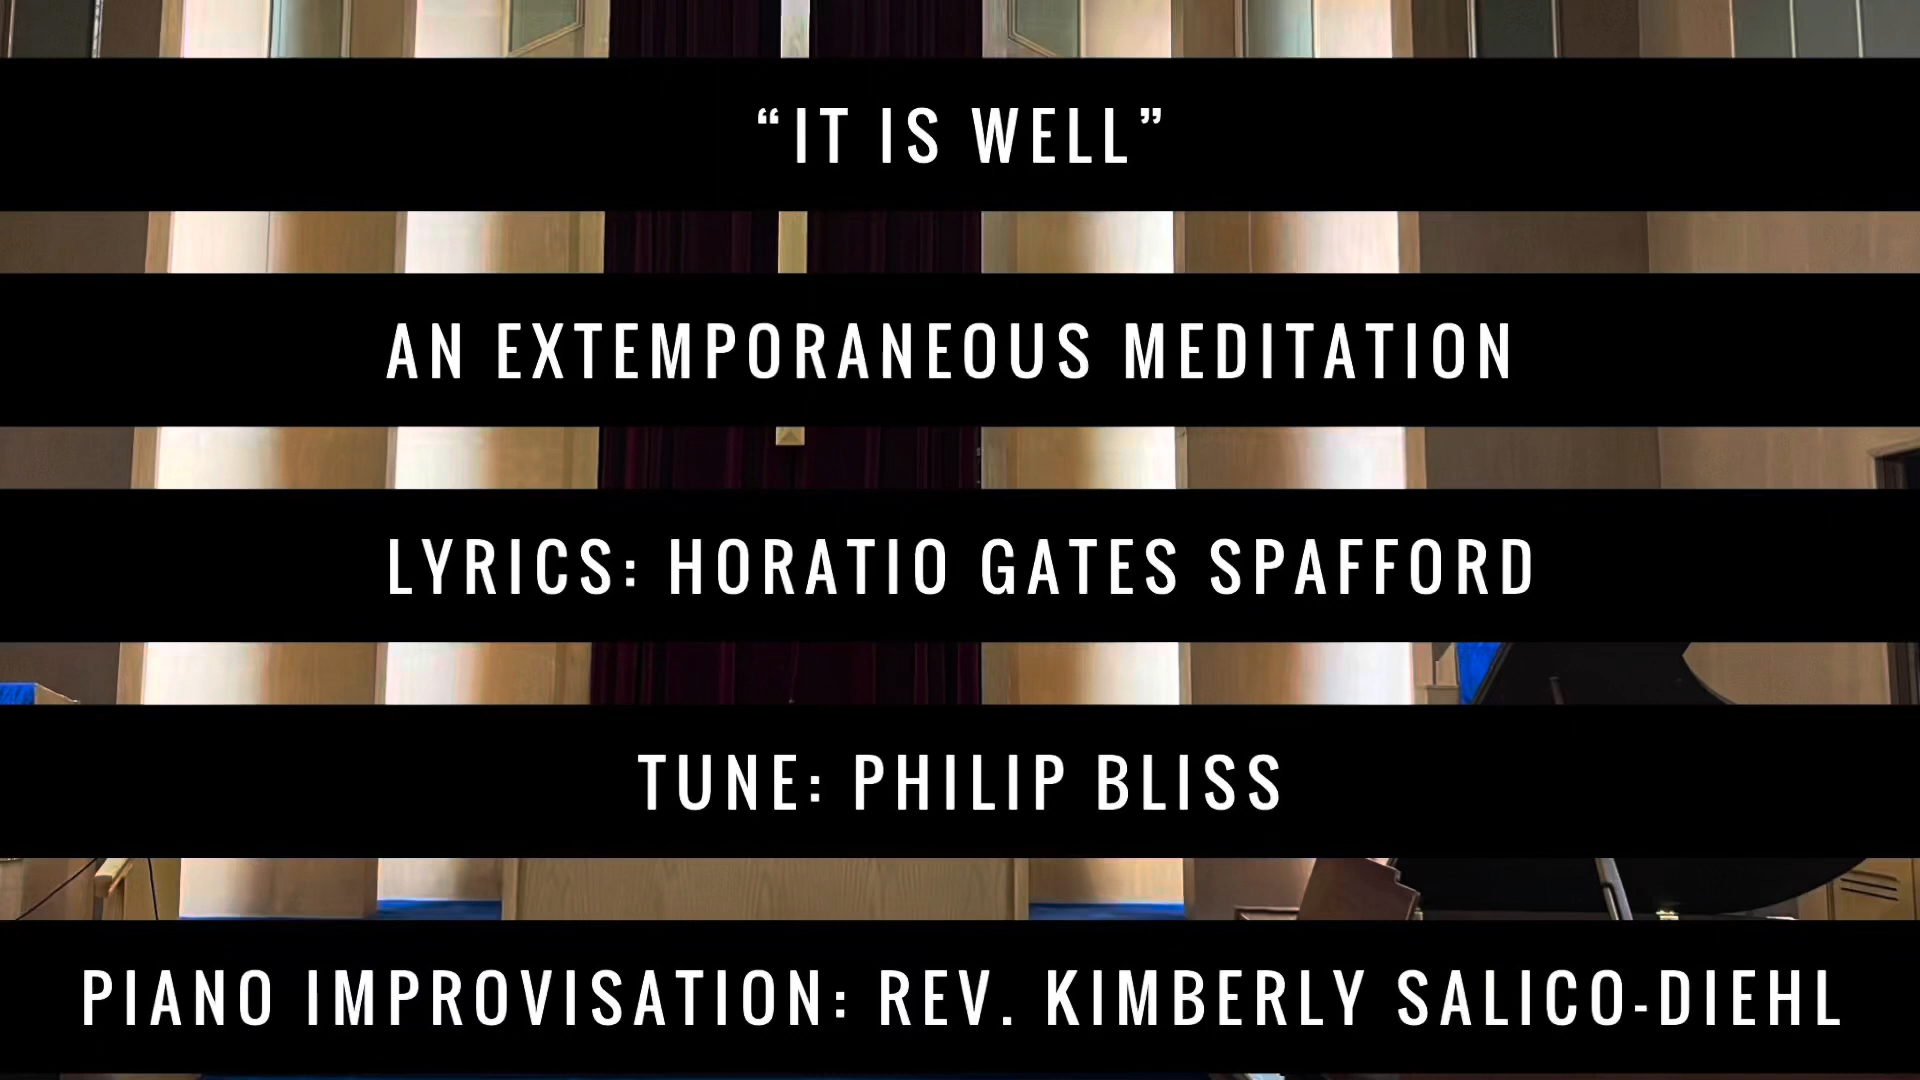 “IT IS WELL”
AN EXTEMPORANEOUS MEDITATION
LYRICS: HORATIO GATES SPAFFORD
TUNE: PHILIP BLISS
PIANO IMPROVISATION: REV. KIMBERLY SALICO-DIEHL